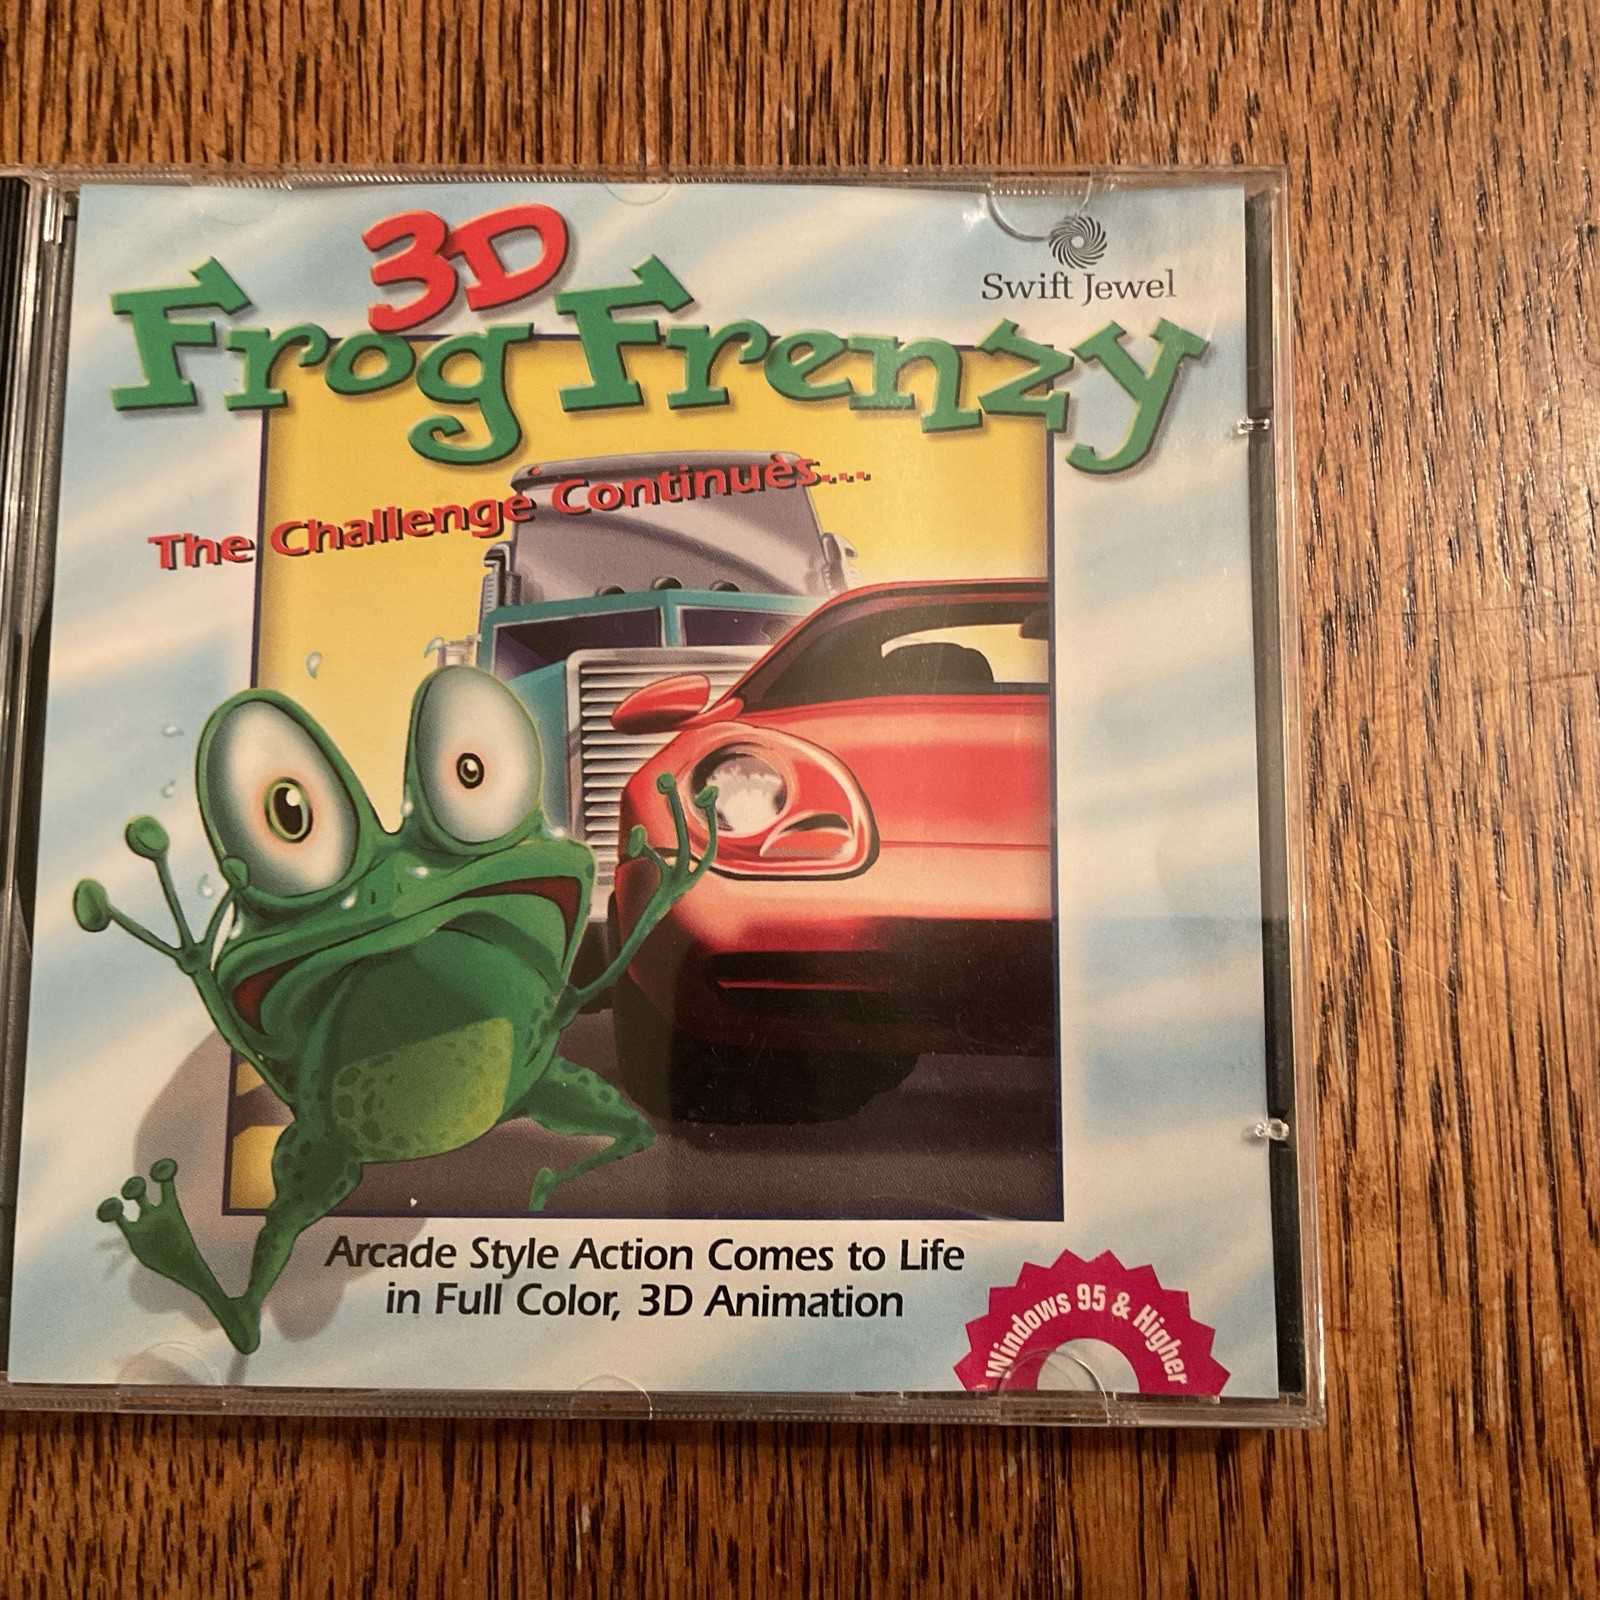 3D
Frog Frenzy
Swift Jewel
The Challenge Continues...
Arcade Style Action Comes to Life
in Full Color, 3D Animation
Windows 95 & Higher